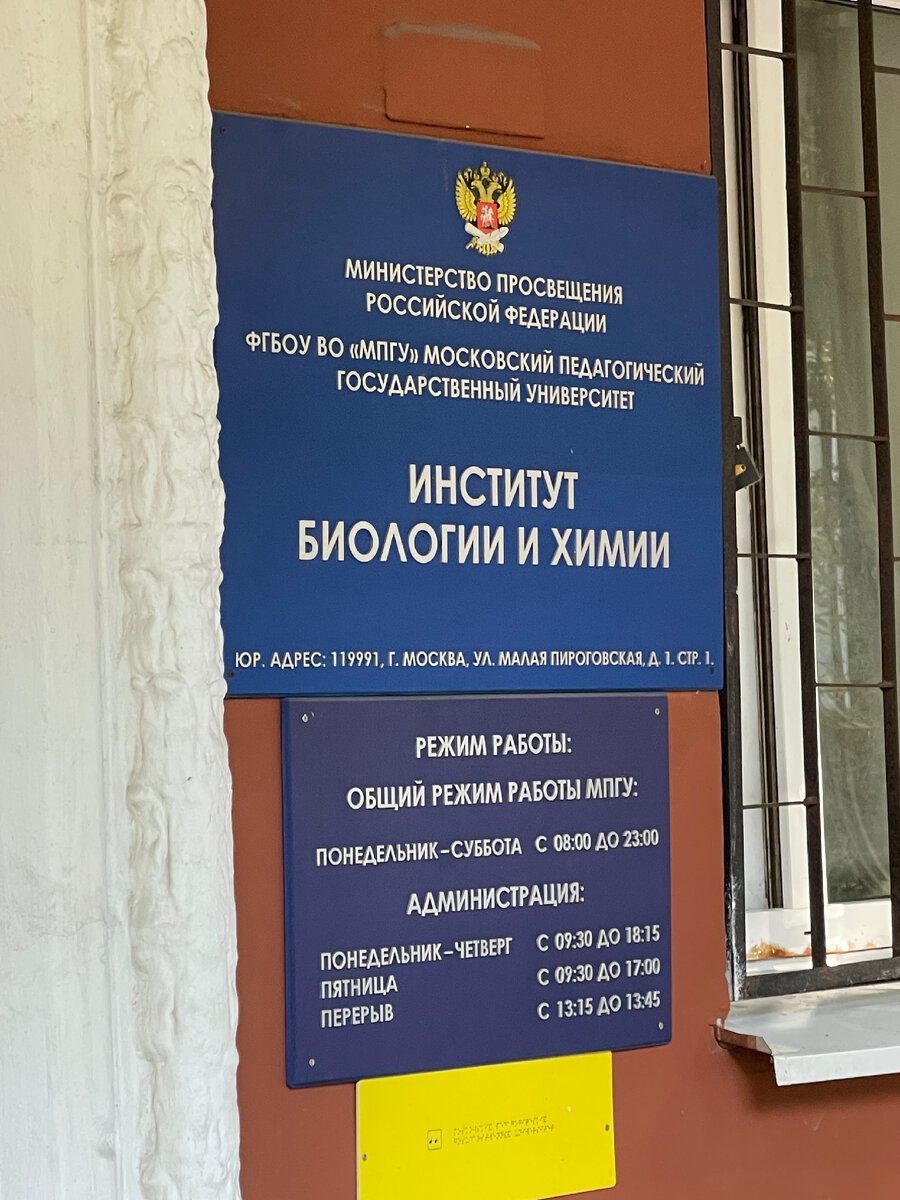 МИНИСТЕРСТВО ПРОСВЕЩЕНИЯ
РОССИЙСКОЙ ФЕДЕРАЦИИ
ФГБОУ ВО «МПГУ» МОСКОВСКИЙ ПЕДАГОГИЧЕСКИЙ
ГОСУДАРСТВЕННЫЙ УНИВЕРСИТЕТ
ИНСТИТУТ
БИОЛОГИИ И ХИМИИ
ЮР. АДРЕС: 119991, Г. МОСКВА, УЛ. МАЛАЯ ПИРОГОВСКАЯ, Д. 1. СТР. 1.
РЕЖИМ РАБОТЫ:
ОБЩИЙ РЕЖИМ РАБОТЫ МПГУ:
ПОНЕДЕЛЬНИК–СУББОТА С 08:00 ДО 23:00
АДМИНИСТРАЦИЯ:
ПОНЕДЕЛЬНИК–ЧЕТВЕРГ С 09:30 ДО 18:15
ПЯТНИЦА С 09:30 ДО 17:00
ПЕРЕРЫВ С 13:15 ДО 13:45